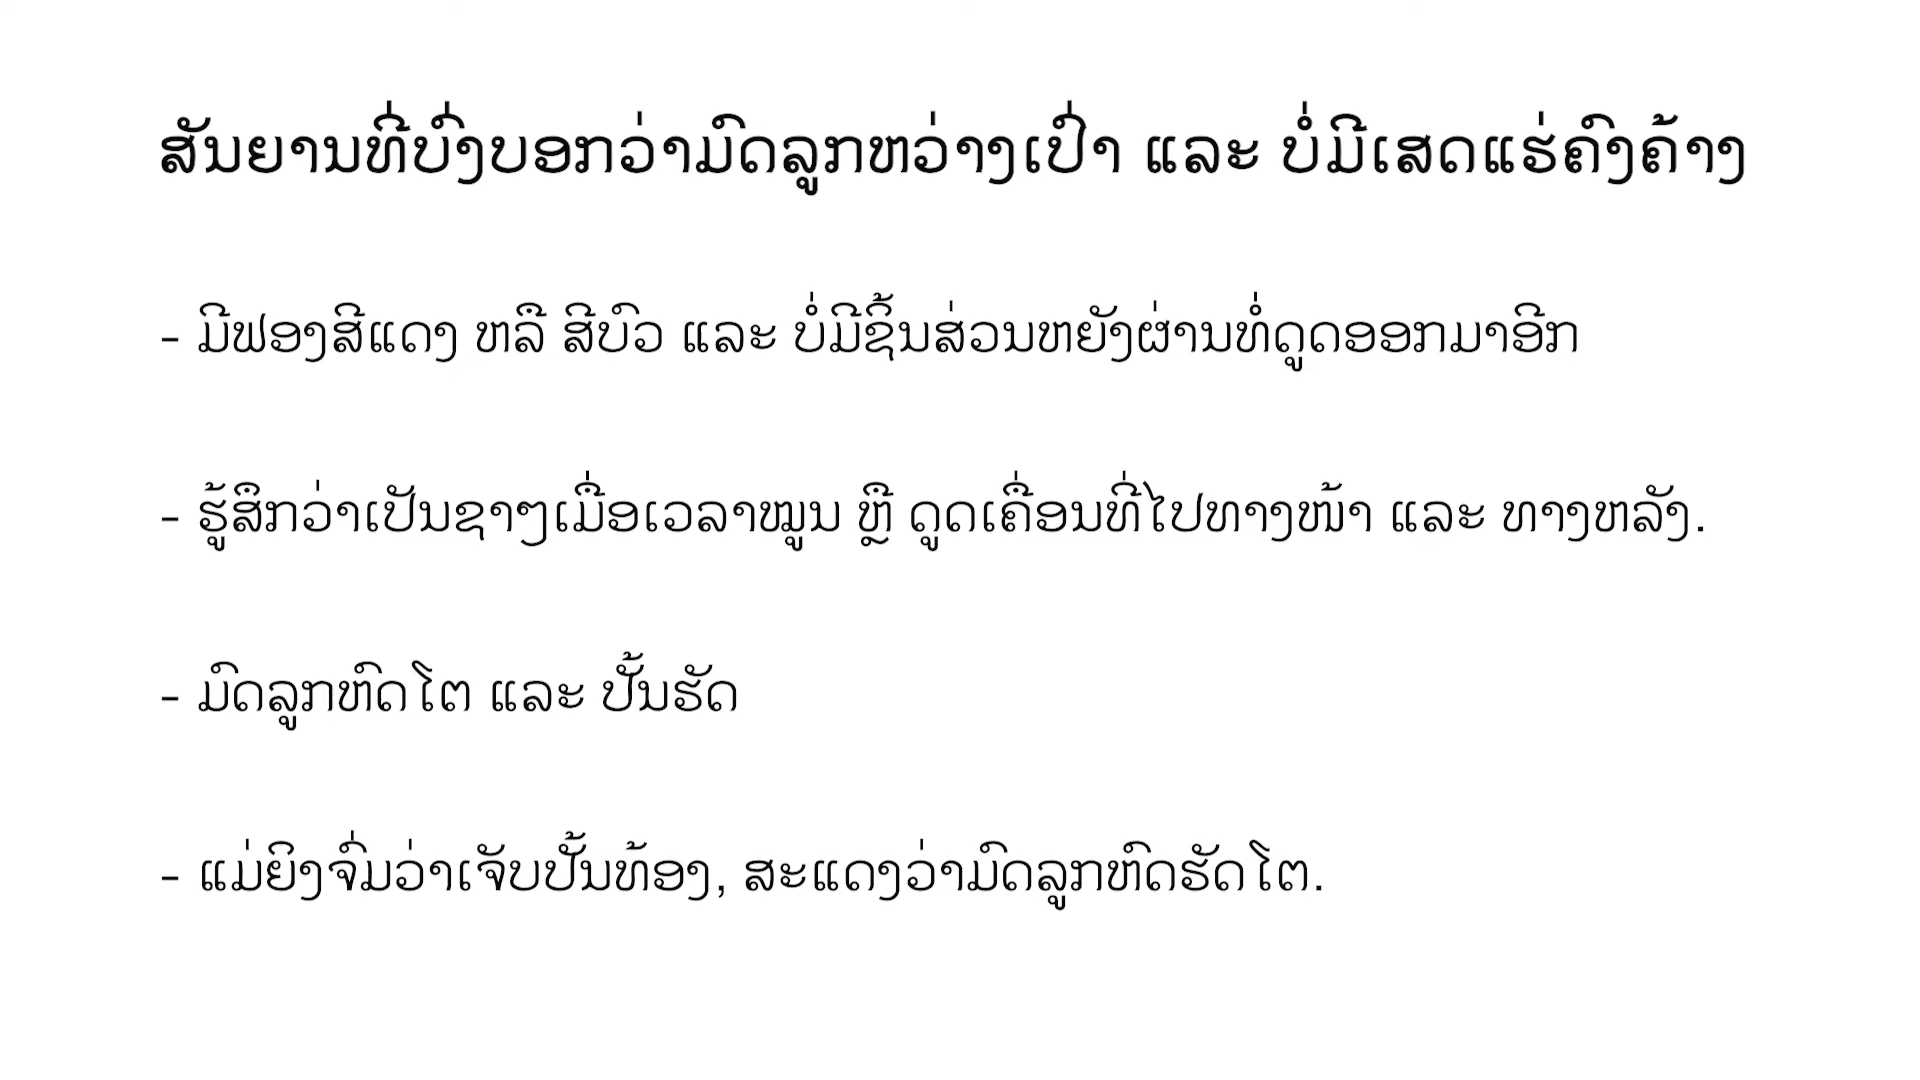 ສັນຍານທີ່ບົ່ງບອກວ່າມົດລູກຫວ່າງເປົ່າ ແລະ ບໍ່ມີເສດແຮ່ຄົງຄ້າງ
- ມີຟອງສີແດງ ຫລື ສີບົວ ແລະ ບໍ່ມີຊິ້ນສ່ວນຫຍັງຜ່ານທໍ່ດູດອອກມາອີກ
- ຮູ້ສຶກວ່າເປັນຊາໆເມື່ອເວລາໝູນ ຫຼື ດູດເຄື່ອນທີ່ໄປທາງໜ້າ ແລະ ທາງຫລັງ.
- ມົດລູກຫົດໂຕ ແລະ ປັ້ນຮັດ
- ແມ່ຍິງຈົ່ມວ່າເຈັບປັ້ນທ້ອງ, ສະແດງວ່າມົດລູກຫົດຮັດໂຕ.